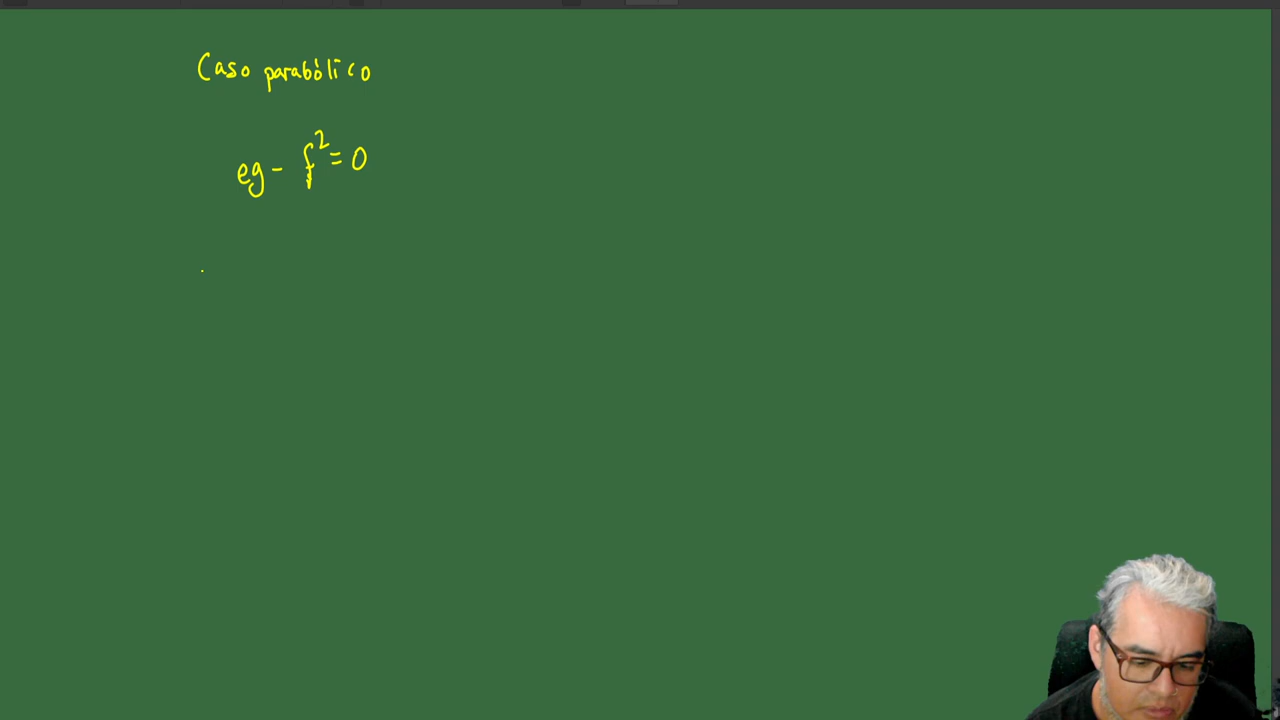 Caso parabólico
eg - f² = 0